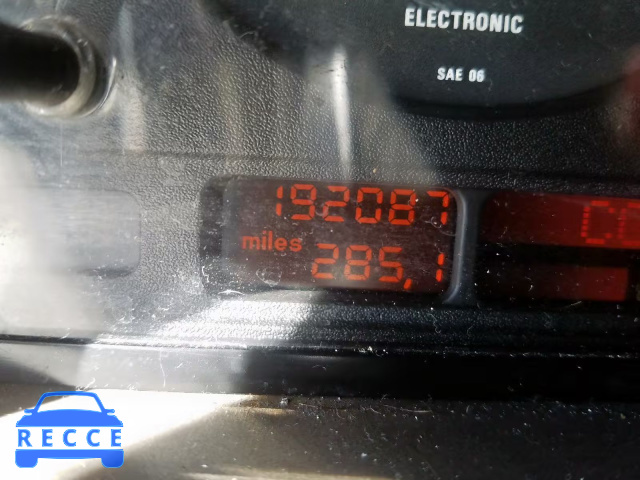 ELECTRONIC
SAE 06
192087
miles 285,1
RECCE